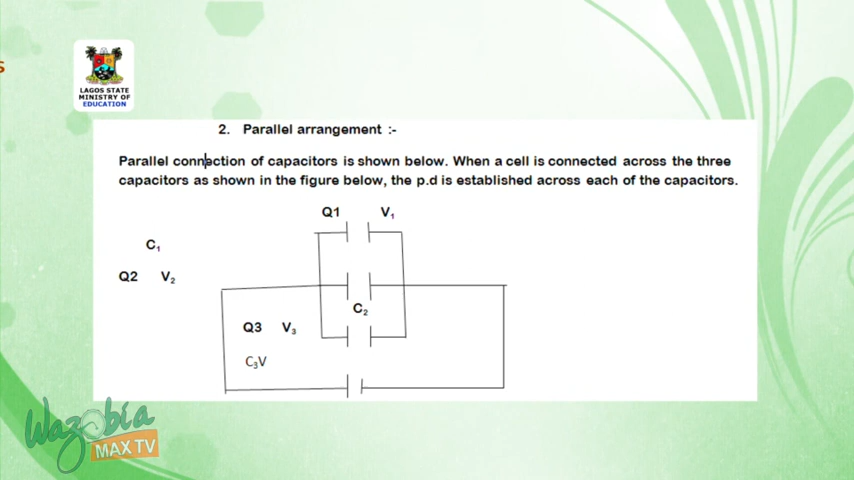 S
LAGOS STATE
MINISTRY OF
EDUCATION
2. Parallel arrangement :-
Parallel connection of capacitors is shown below. When a cell is connected across the three
capacitors as shown in the figure below, the p.d is established across each of the capacitors.
Q1 V₁
C₁
Q2 V₂
C₂
Q3 V₃
C₃V
Wazobia
MAX TV